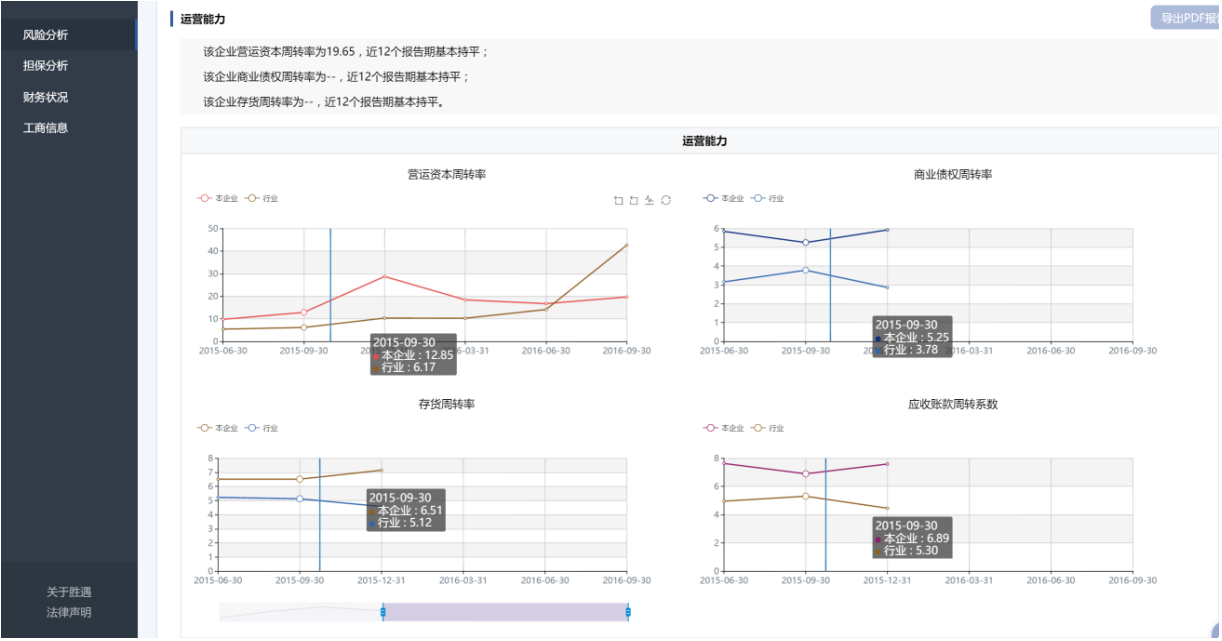 运营能力
导出PDF报
风险分析
担保分析
财务状况
工商信息
该企业营运资本周转率为19.65，近12个报告期基本持平；
该企业商业债权周转率为--，近12个报告期基本持平；
该企业存货周转率为--，近12个报告期基本持平。
运营能力
营运资本周转率
本企业 行业
50
40
30
20
10
0
2015-06-30 2015-09-30 2016-03-31 2016-06-30 2016-09-30
2015-09-30
本企业 : 12.85
行业 : 6.17
商业债权周转率
本企业 行业
6
5
4
3
2
1
0
2015-06-30 2015-09-30 2016-03-31 2016-06-30 2016-09-30
2015-09-30
本企业 : 5.25
行业 : 3.78
存货周转率
本企业 行业
8
7
6
5
4
3
2
1
0
2015-06-30 2015-09-30 2015-12-31 2016-03-31 2016-06-30 2016-09-30
2015-09-30
本企业 : 6.51
行业 : 5.12
应收账款周转系数
本企业 行业
8
6
4
2
0
2015-06-30 2015-09-30 2015-12-31 2016-03-31 2016-06-30 2016-09-30
2015-09-30
本企业 : 6.89
行业 : 5.30
关于胜遇
法律声明